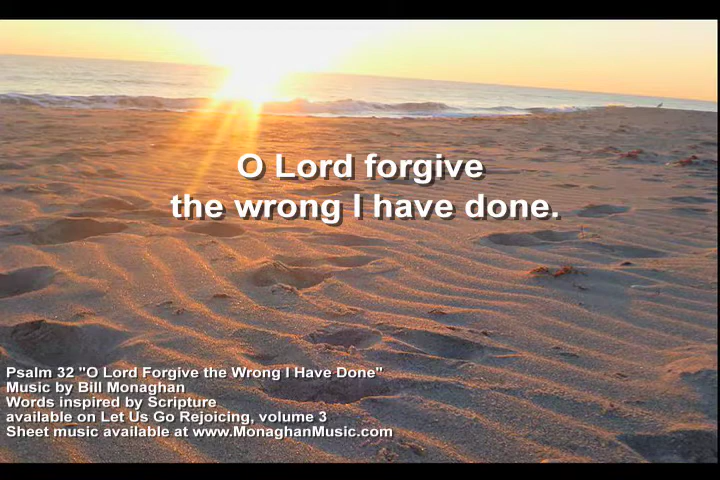 O Lord forgive
the wrong I have done.
Psalm 32 "O Lord Forgive the Wrong I Have Done"
Music by Bill Monaghan
Words inspired by Scripture
available on Let Us Go Rejoicing, volume 3
Sheet music available at www.MonaghanMusic.com